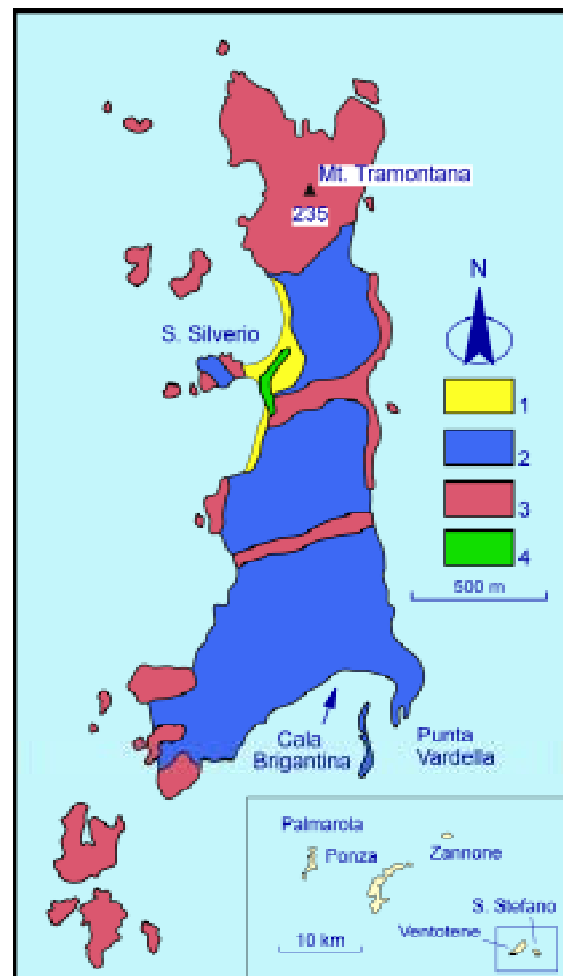 Mt. Tramontana
235
S. Silverio
N
1
2
3
4
500 m
Cala
Brigantina
Punta
Vardella
Palmarola
Ponza
Zannone
S. Stefano
Ventotene
10 km